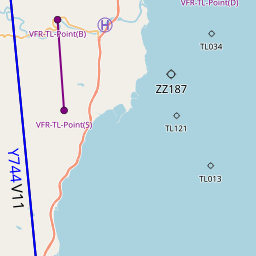 VFR-TL-Point(D)
VFR-TL-Point(B)
H
TL034
ZZ187
VFR-TL-Point(5)
TL121
TL013
Y744V11